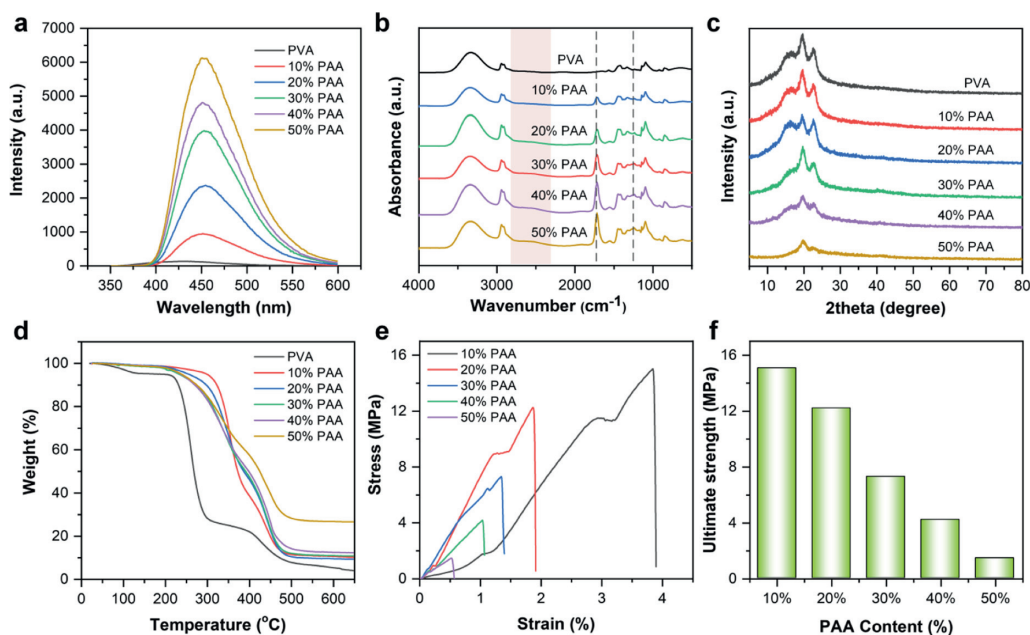 a
Intensity (a.u.)
7000
6000
5000
4000
3000
2000
1000
0
PVA
10% PAA
20% PAA
30% PAA
40% PAA
50% PAA
350 400 450 500 550 600
Wavelength (nm)
b
Absorbance (a.u.)
PVA
10% PAA
20% PAA
30% PAA
40% PAA
50% PAA
4000 3000 2000 1000
Wavenumber (cm⁻¹)
c
Intensity (a.u.)
PVA
10% PAA
20% PAA
30% PAA
40% PAA
50% PAA
10 20 30 40 50 60 70 80
2theta (degree)
d
Weight (%)
100
80
60
40
20
0
PVA
10% PAA
20% PAA
30% PAA
40% PAA
50% PAA
0 150 300 450 600
Temperature (°C)
e
Stress (MPa)
16
12
8
4
0
10% PAA
20% PAA
30% PAA
40% PAA
50% PAA
0 1 2 3 4
Strain (%)
f
Ultimate strength (MPa)
16
12
8
4
0
10% 20% 30% 40% 50%
PAA Content (%)